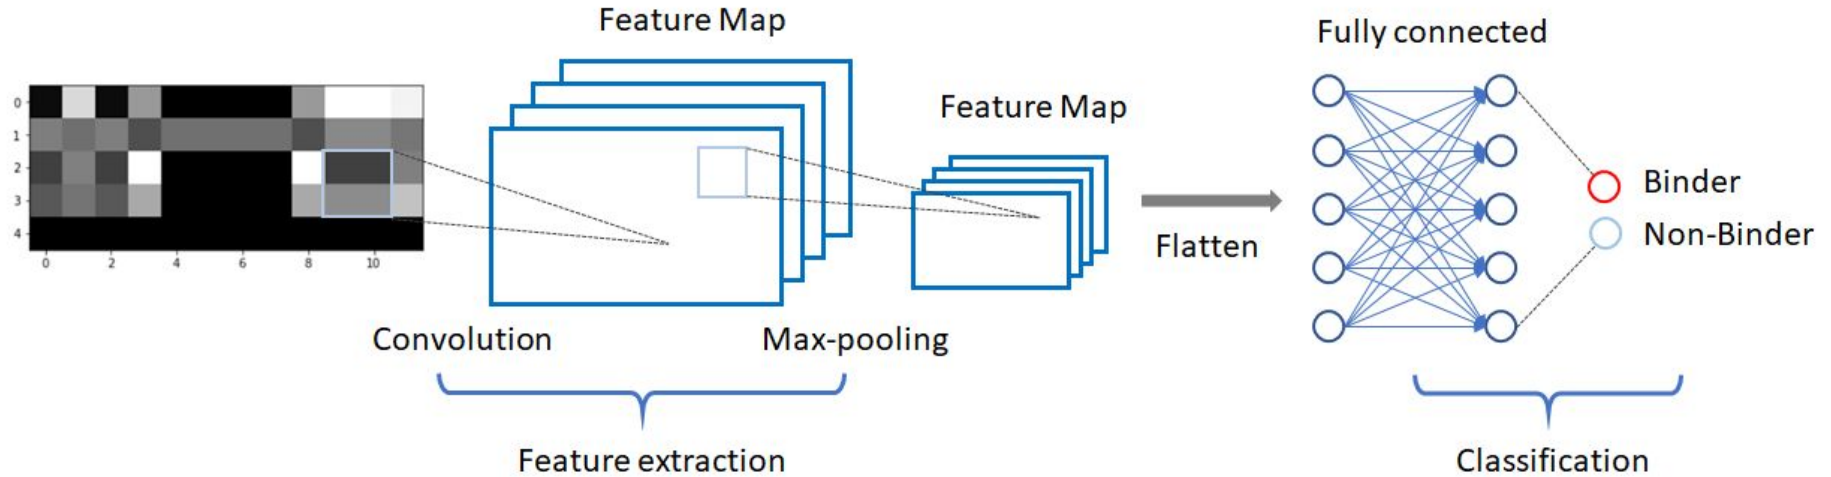 Feature Map
Fully connected
Feature Map
0
1
2
3
4
0 2 4 6 8 10
Binder
Non-Binder
Flatten
Convolution
Max-pooling
Feature extraction
Classification